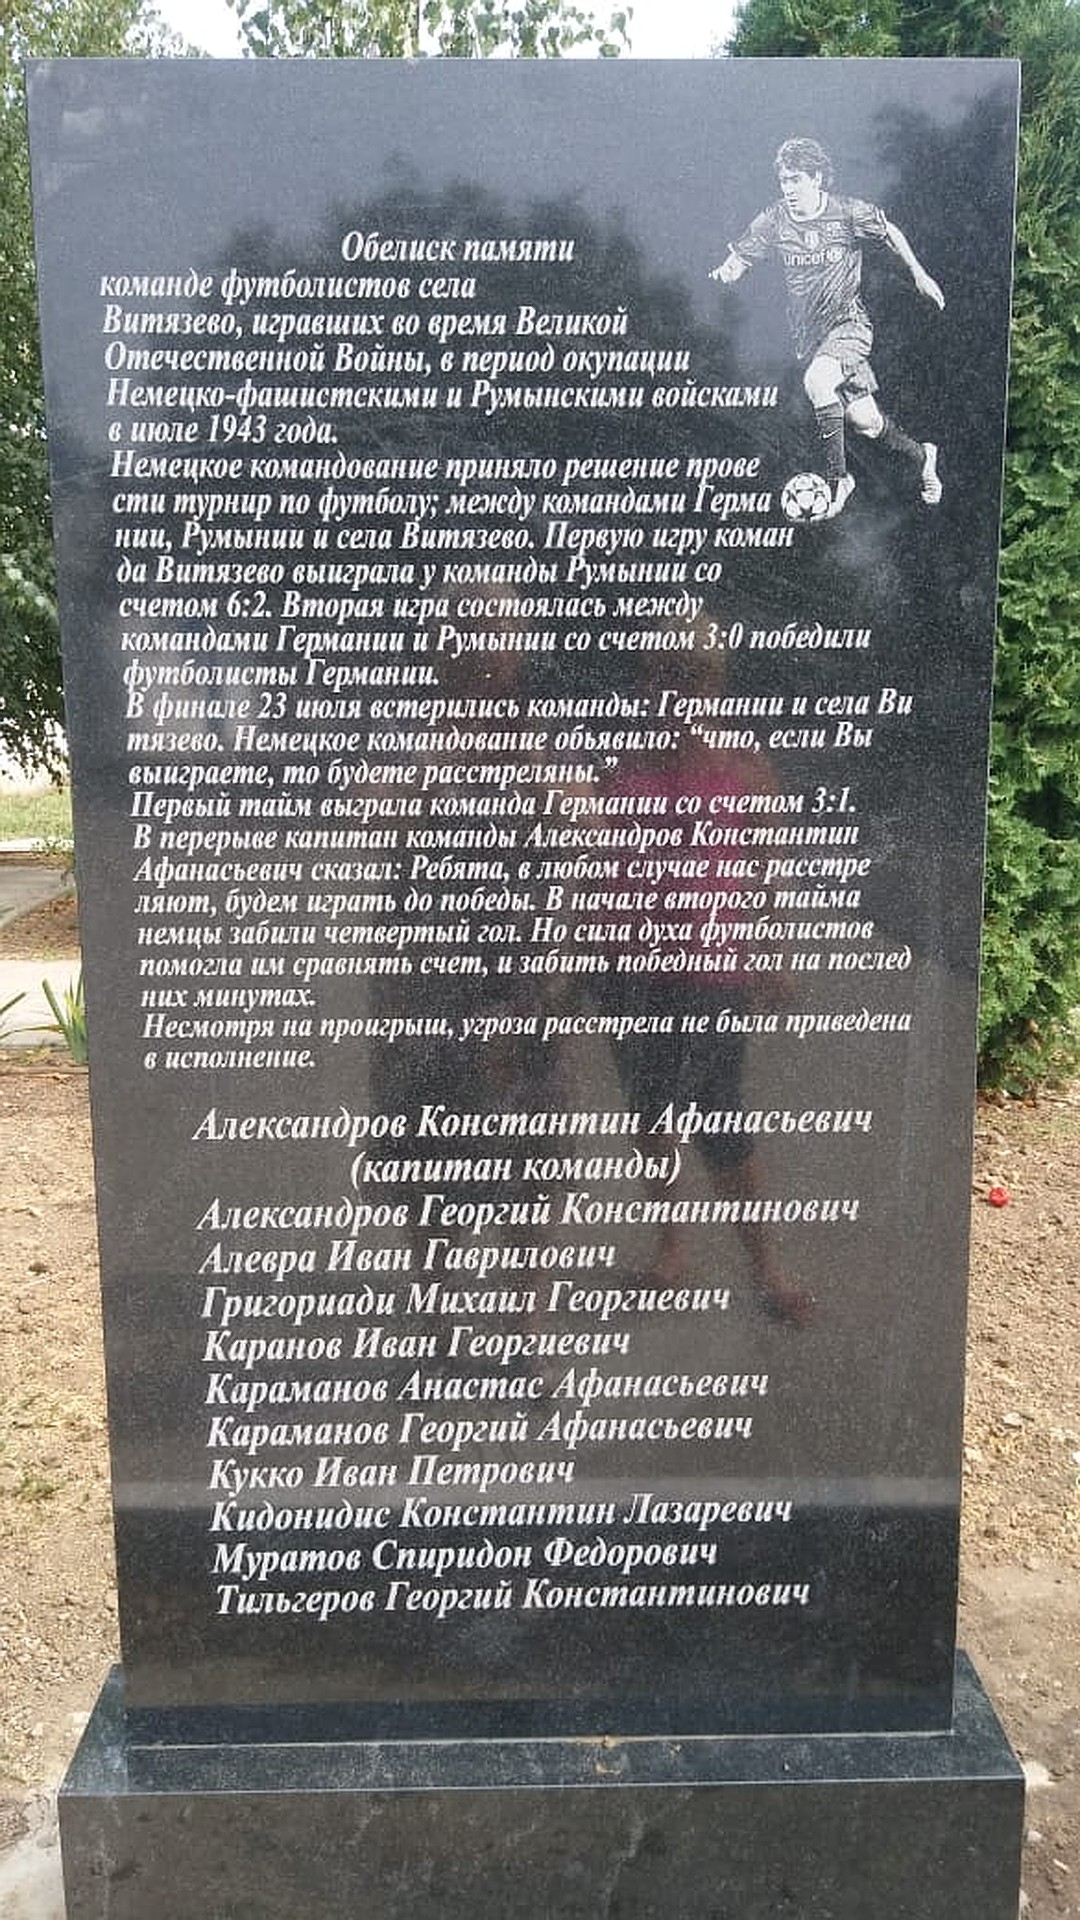 Обелиск памяти
команде футболистов села
Витязево, игравших во время Великой
Отечественной Войны, в период окупации
Немецко-фашистскими и Румынскими войсками
в июле 1943 года.
Немецкое командование приняло решение прове
сти турнир по футболу; между командами Герма
нии, Румынии и села Витязево. Первую игру коман
да Витязево выиграла у команды Румынии со
счетом 6:2. Вторая игра состоялась между
командами Германии и Румынии со счетом 3:0 победили
футболисты Германии.
В финале 23 июля встерились команды: Германии и села Ви
тязево. Немецкое командование обьявило: “что, если Вы
выиграете, то будете расстреляны.”
Первый тайм выграла команда Германии со счетом 3:1.
В перерыве капитан команды Александров Константин
Афанасьевич сказал: Ребята, в любом случае нас расстре
ляют, будем играть до победы. В начале второго тайма
немцы забили четвертый гол. Но сила духа футболистов
помогла им сравнять счет, и забить победный гол на послед
них минутах.
Несмотря на проигрыш, угроза расстрела не была приведена
в исполнение.
Александров Константин Афанасьевич
(капитан команды)
Александров Георгий Константинович
Алевра Иван Гаврилович
Григориади Михаил Георгиевич
Каранов Иван Георгиевич
Караманов Анастас Афанасьевич
Караманов Георгий Афанасьевич
Кукко Иван Петрович
Кидонидис Константин Лазаревич
Муратов Спиридон Федорович
Тильгеров Георгий Константинович
unicef